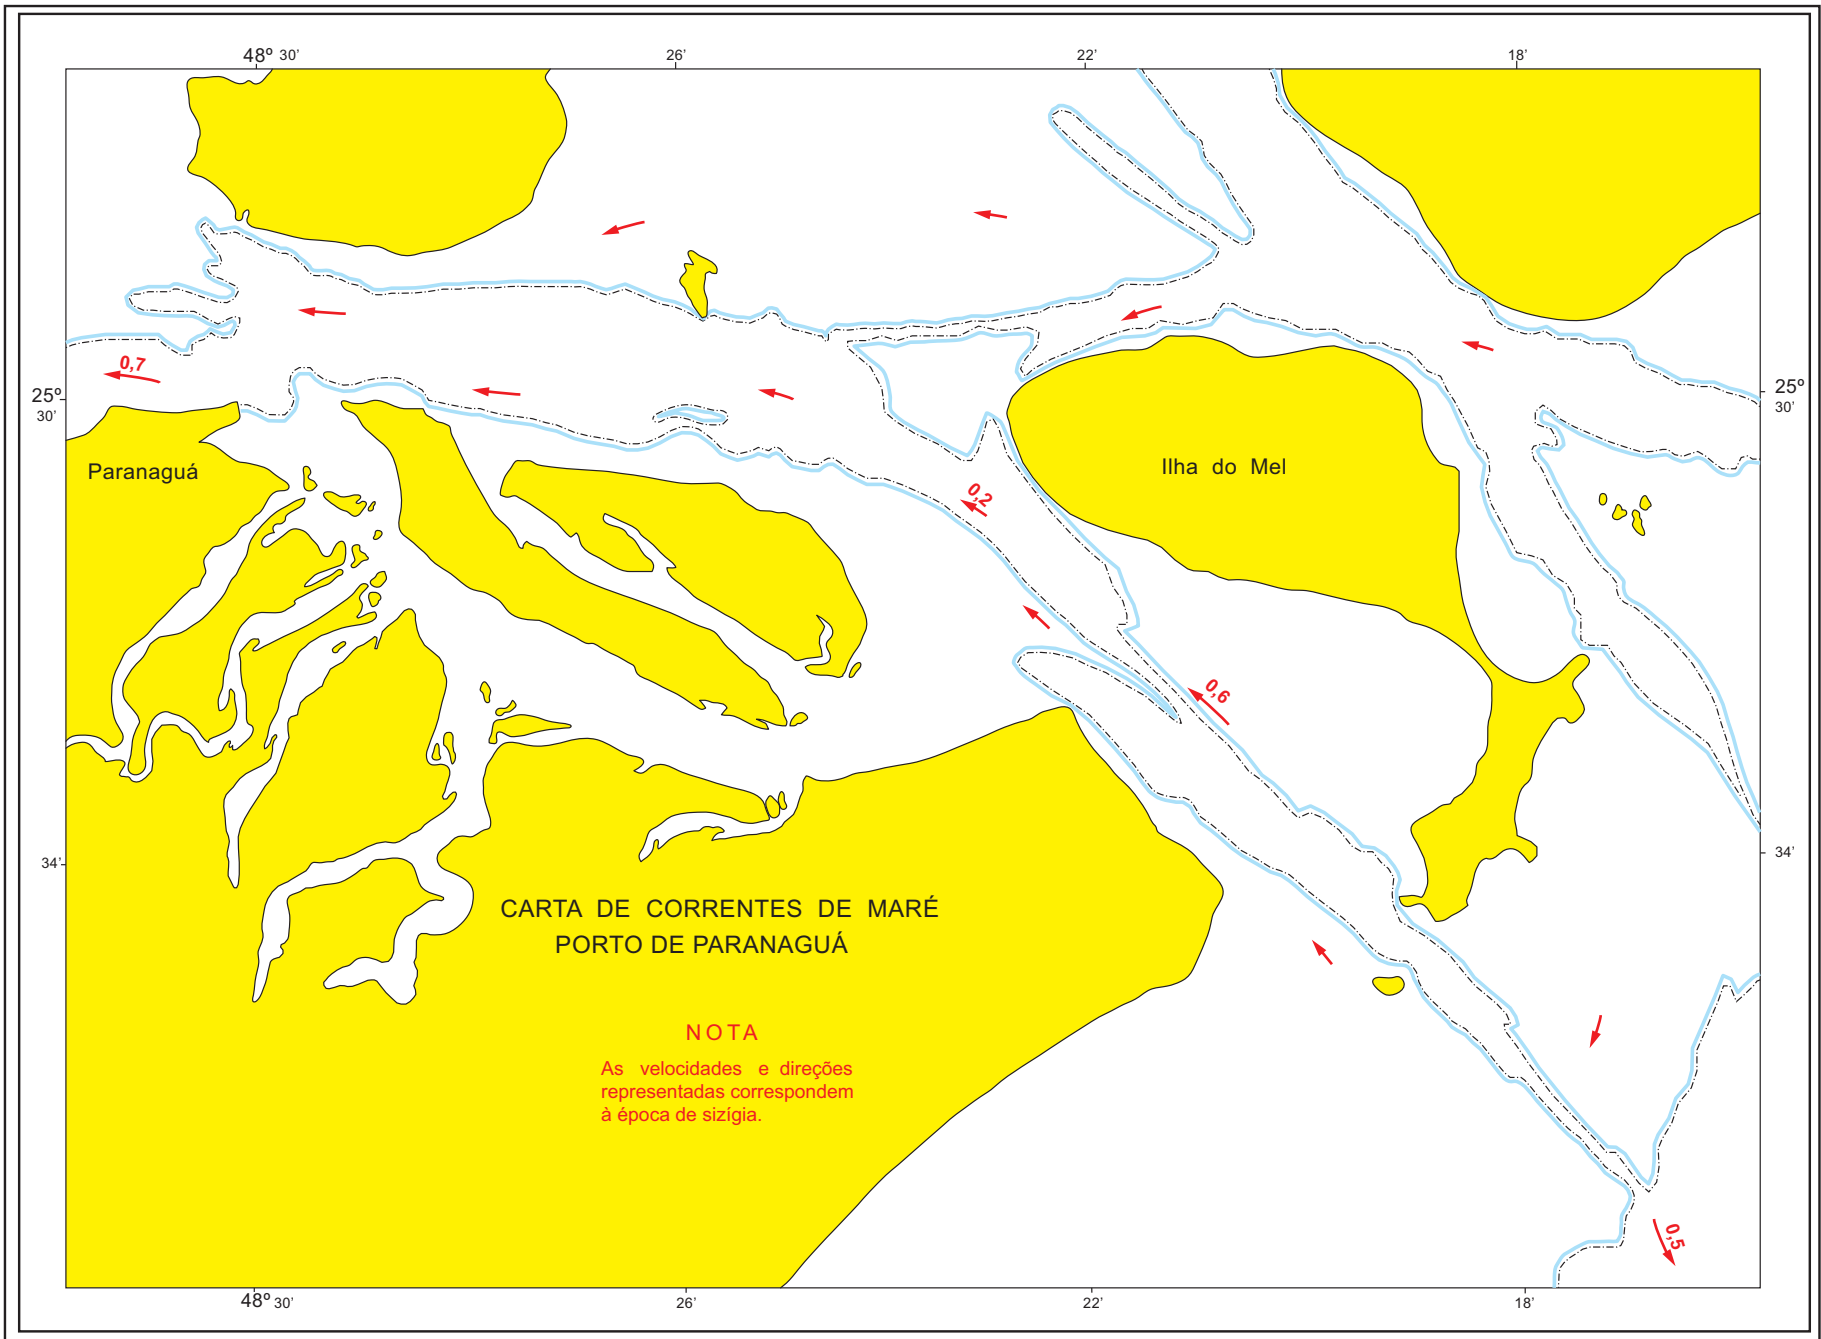 48º 30’
26’
22’
18’
0,7
25º
30’
25º
30’
Paranaguá
Ilha do Mel
0,2
0,6
34’
34’
CARTA DE CORRENTES DE MARÉ
PORTO DE PARANAGUÁ
NOTA
As velocidades e direções
representadas correspondem
à época de sizígia.
0,5
48º 30’
26’
22’
18’